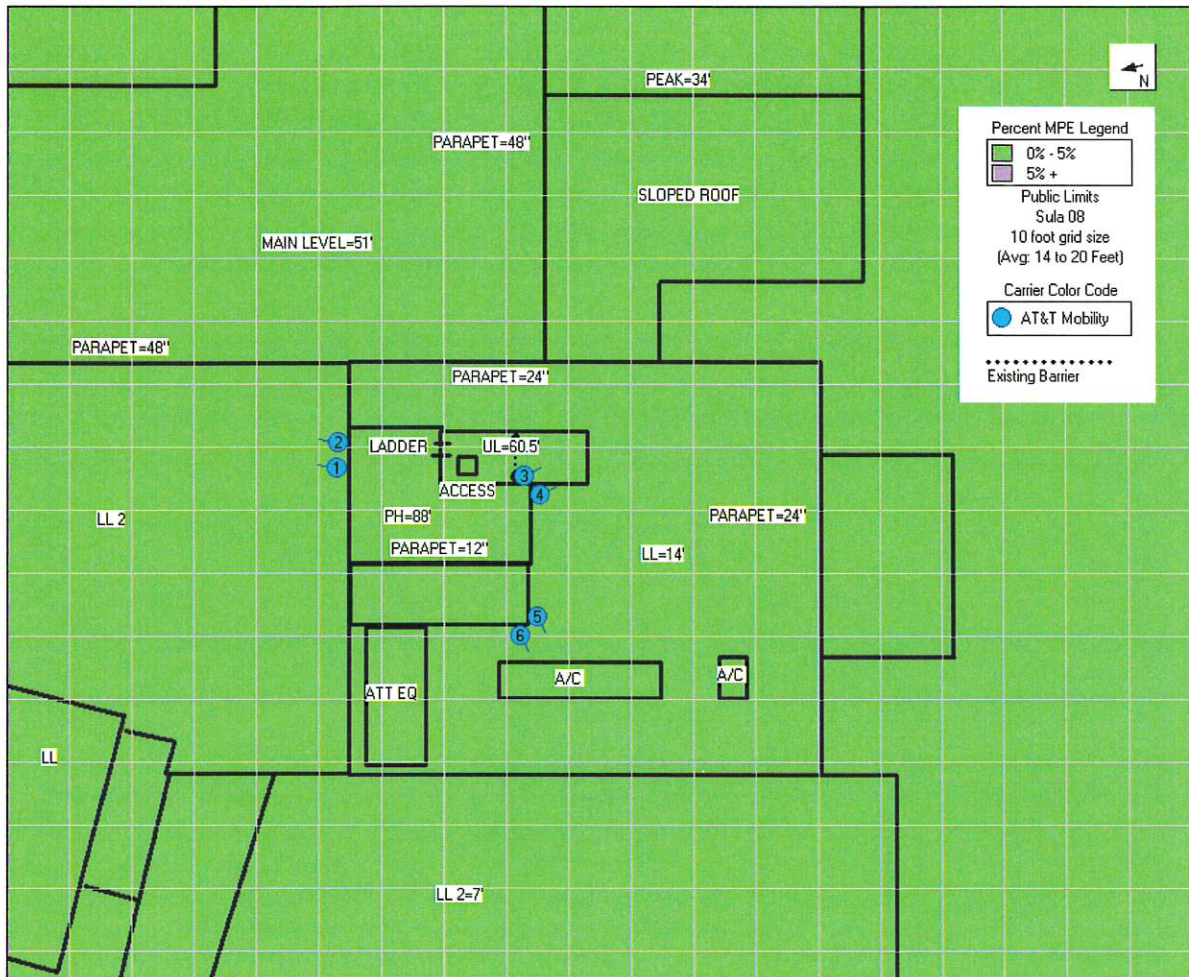 PEAK=34'
N
PARAPET=48"
Percent MPE Legend
0% - 5%
5% +
Public Limits
Sula 08
10 foot grid size
(Avg: 14 to 20 Feet)
Carrier Color Code
AT&T Mobility
Existing Barrier
SLOPED ROOF
MAIN LEVEL=51'
PARAPET=48"
PARAPET=24"
2
LADDER
UL=60.5'
1
3
ACCESS
4
LL 2
PH=88'
PARAPET=24"
PARAPET=12"
LL=14'
5
6
A/C
A/C
ATT EQ
LL
LL 2=7'